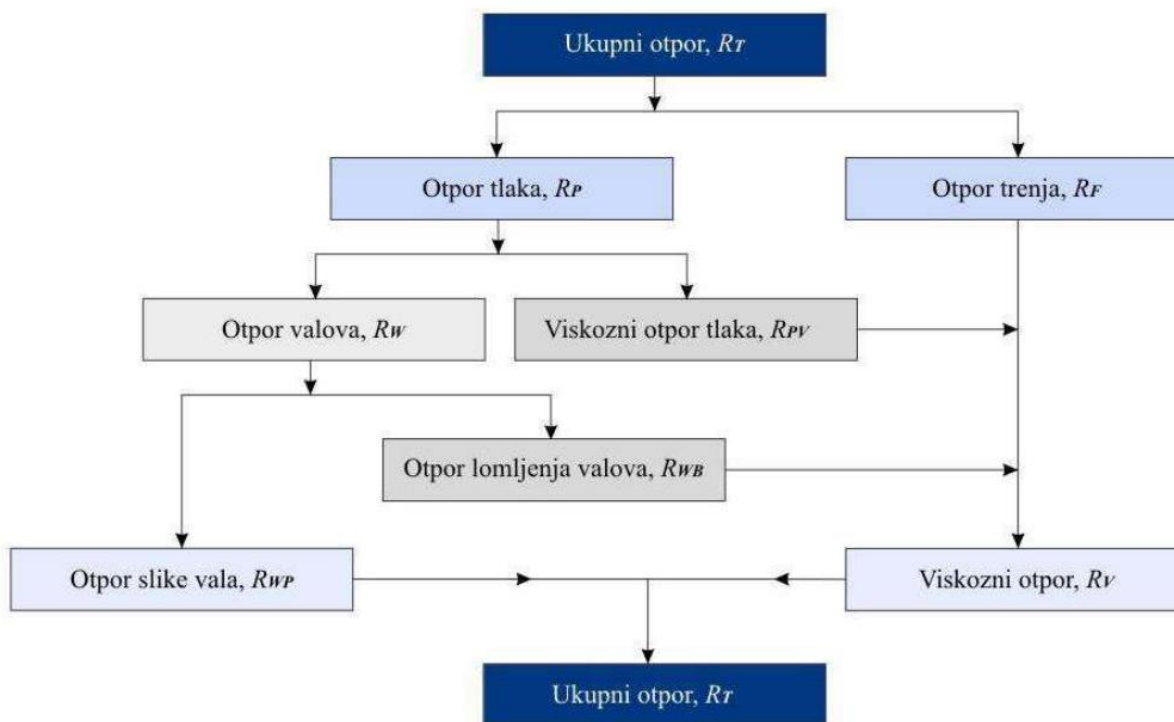 Ukupni otpor, RT
Otpor tlaka, RP
Otpor trenja, RF
Otpor valova, RW
Viskozni otpor tlaka, RPV
Otpor lomljenja valova, RWB
Otpor slike vala, RWP
Viskozni otpor, RV
Ukupni otpor, RT